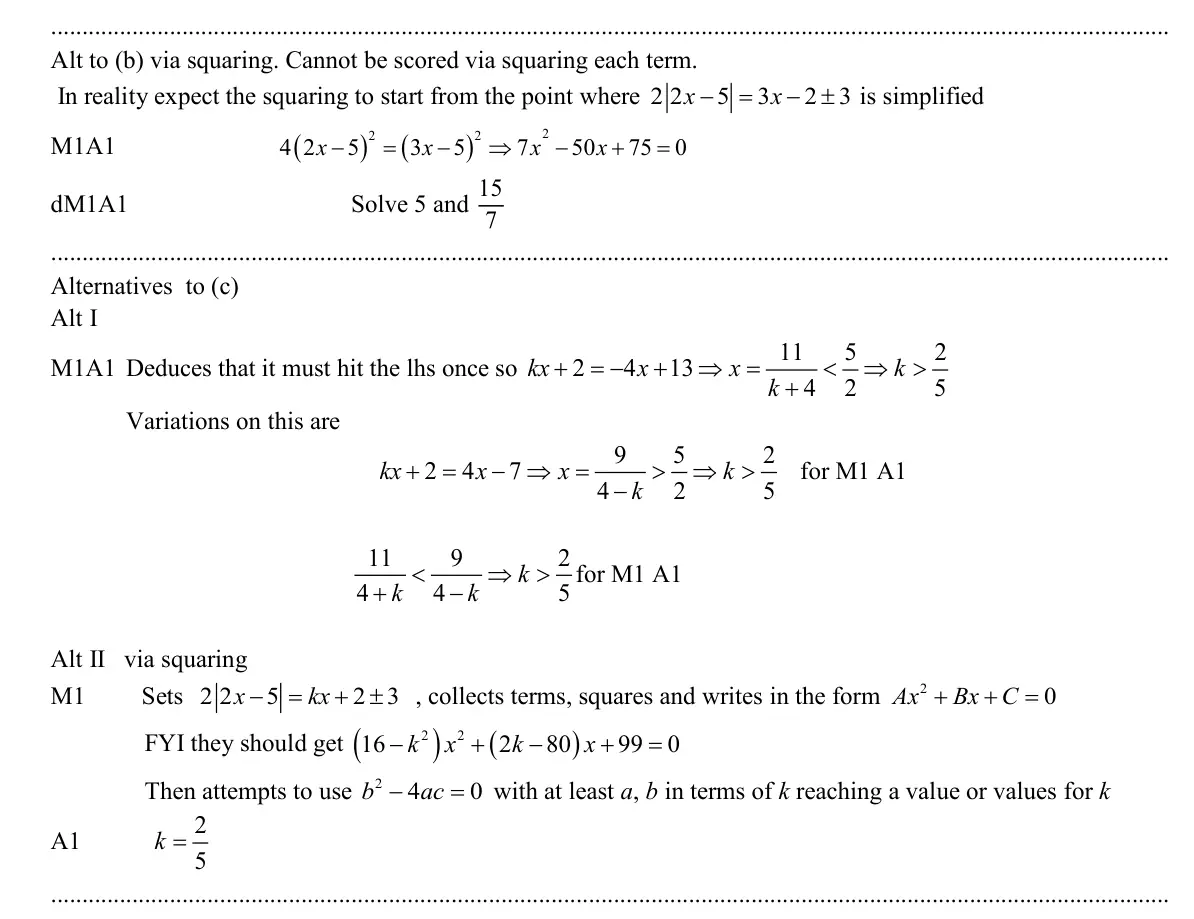 Alt to (b) via squaring. Cannot be scored via squaring each term.
In reality expect the squaring to start from the point where 2|2x − 5| = 3x − 2 ± 3 is simplified
M1A1 4(2x − 5)² = (3x − 5)² ⇒ 7x² − 50x + 75 = 0
dM1A1 Solve 5 and 15/7
Alternatives to (c)
Alt I
M1A1 Deduces that it must hit the lhs once so kx + 2 = −4x + 13 ⇒ x = 11/(k + 4) < 5/2 ⇒ k > 2/5
Variations on this are
kx + 2 = 4x − 7 ⇒ x = 9/(4 − k) > 5/2 ⇒ k > 2/5 for M1 A1
11/(4 + k) < 9/(4 − k) ⇒ k > 2/5 for M1 A1
Alt II via squaring
M1 Sets 2|2x − 5| = kx + 2 ± 3 , collects terms, squares and writes in the form Ax² + Bx + C = 0
FYI they should get (16 − k²)x² + (2k − 80)x + 99 = 0
Then attempts to use b² − 4ac = 0 with at least a, b in terms of k reaching a value or values for k
A1 k = 2/5